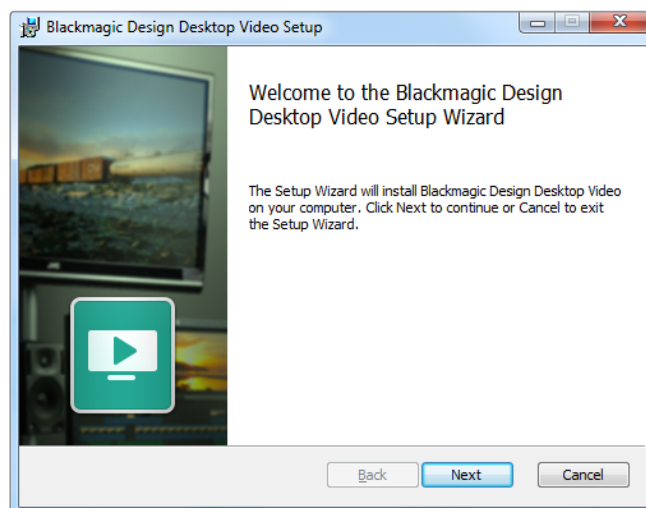 Blackmagic Design Desktop Video Setup
Welcome to the Blackmagic Design
Desktop Video Setup Wizard
The Setup Wizard will install Blackmagic Design Desktop Video
on your computer. Click Next to continue or Cancel to exit
the Setup Wizard.
Back Next Cancel